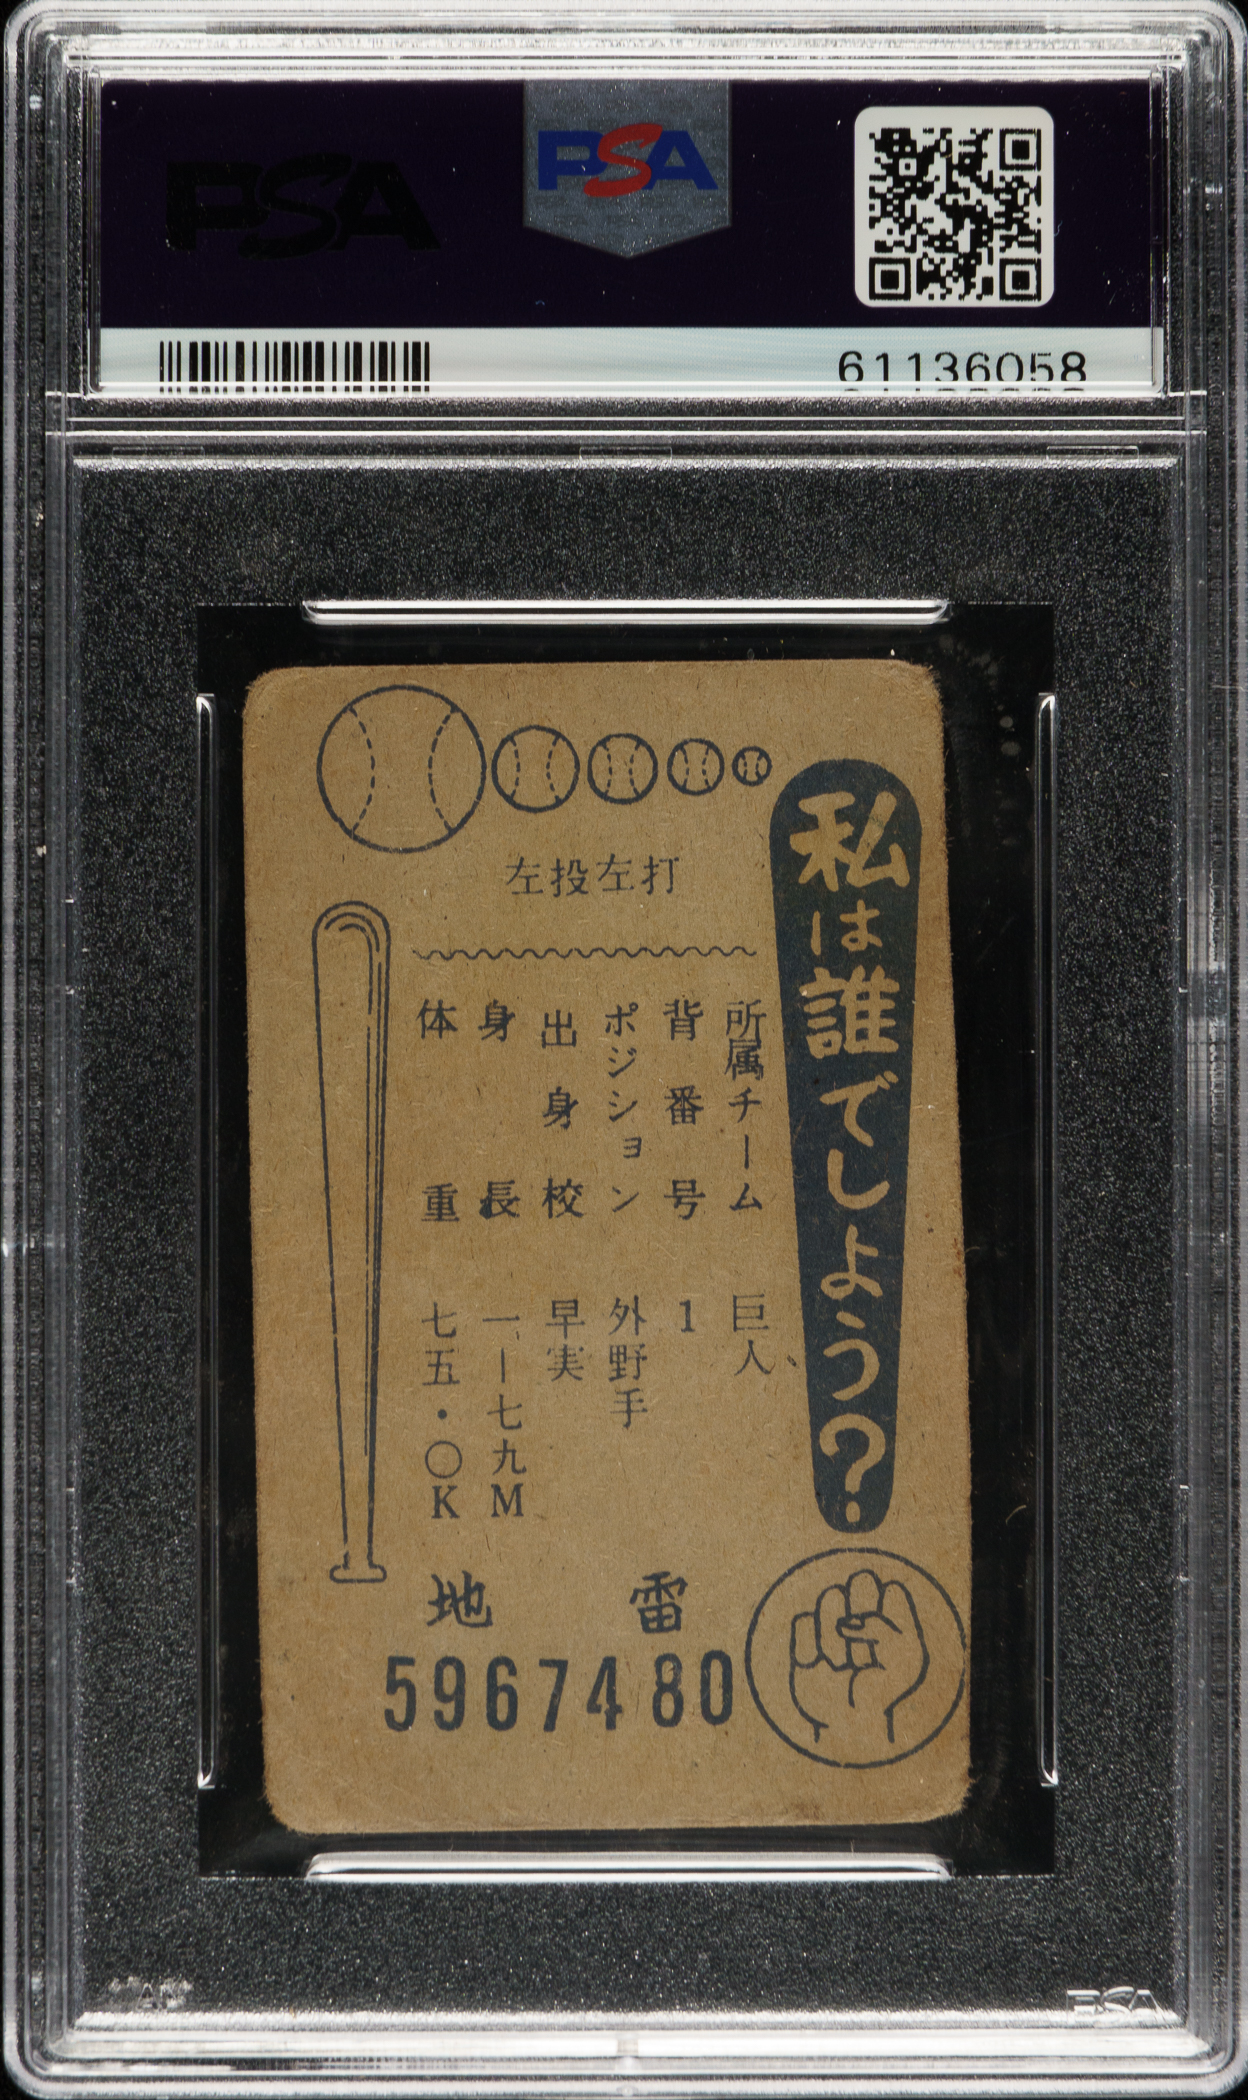 PSA
PSA
61136058
左投左打
私は誰でしよう?
所属チーム 巨人
背番号 1
ポジション 外野手
出身校 早実
身長 一―七九M
体重 七五・〇K
地 雷
5967480
PSA